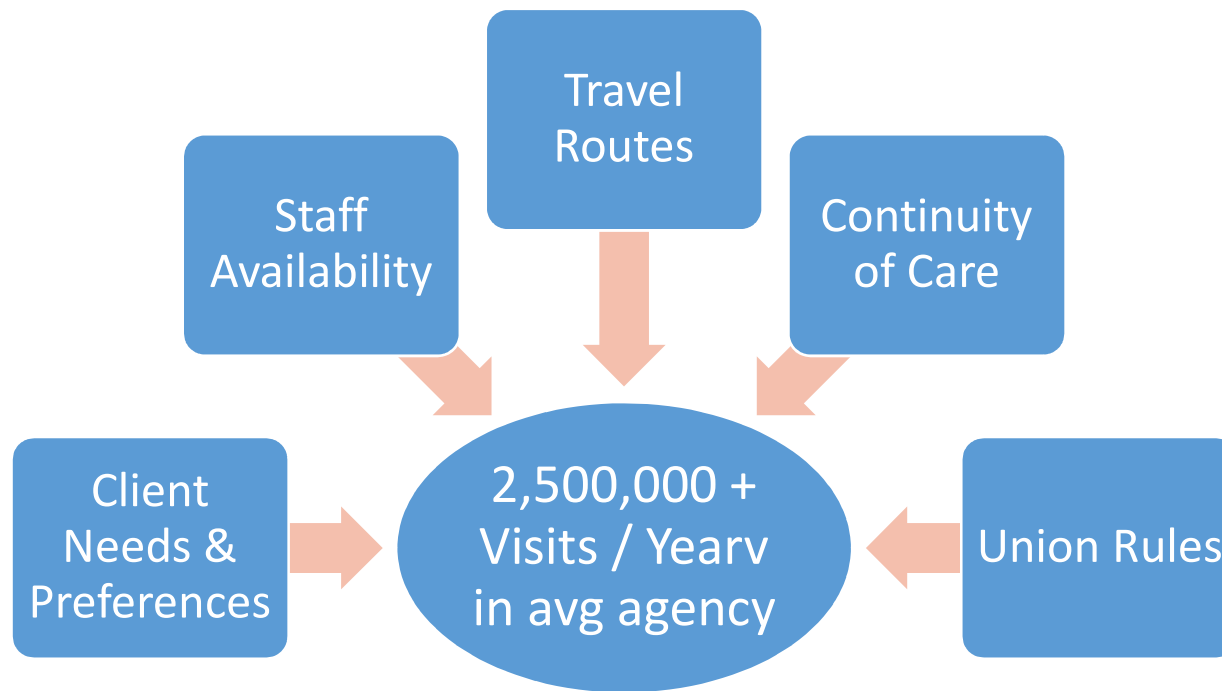 Travel
Routes
Staff
Availability
Continuity
of Care
Client
Needs &
Preferences
2,500,000 +
Visits / Yearv
in avg agency
Union Rules